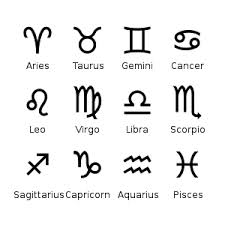 Aries Taurus Gemini Cancer
Leo Virgo Libra Scorpio
Sagittarius Capricorn Aquarius Pisces